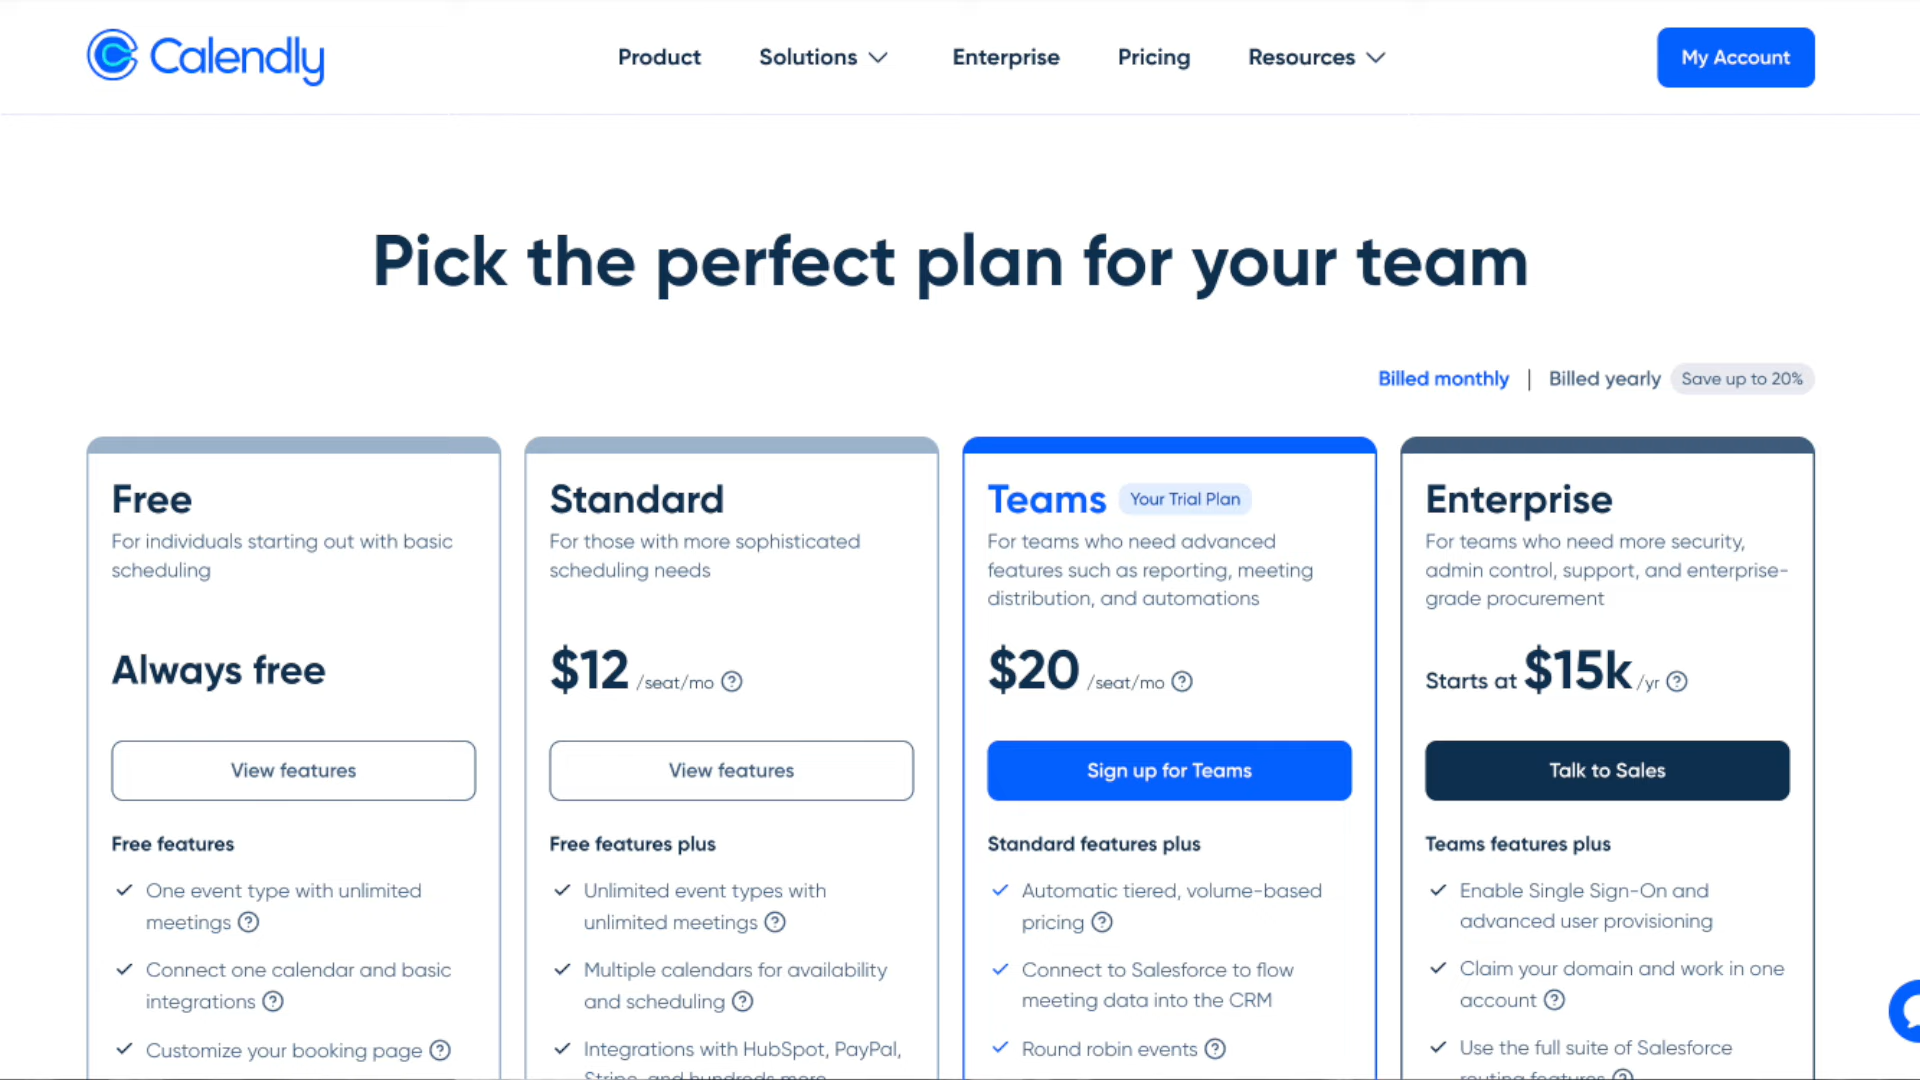 Calendly
Product
Solutions
Enterprise
Pricing
Resources
My Account
Pick the perfect plan for your team
Billed monthly | Billed yearly Save up to 20%
Free
For individuals starting out with basic
scheduling
Always free
View features
Free features
One event type with unlimited
meetings
Connect one calendar and basic
integrations
Customize your booking page
Standard
For those with more sophisticated
scheduling needs
$12 /seat/mo
View features
Free features plus
Unlimited event types with
unlimited meetings
Multiple calendars for availability
and scheduling
Integrations with HubSpot, PayPal,
Stripe, and hundreds more
Teams Your Trial Plan
For teams who need advanced
features such as reporting, meeting
distribution, and automations
$20 /seat/mo
Sign up for Teams
Standard features plus
Automatic tiered, volume-based
pricing
Connect to Salesforce to flow
meeting data into the CRM
Round robin events
Enterprise
For teams who need more security,
admin control, support, and enterprise-
grade procurement
Starts at $15k /yr
Talk to Sales
Teams features plus
Enable Single Sign-On and
advanced user provisioning
Claim your domain and work in one
account
Use the full suite of Salesforce
routing features